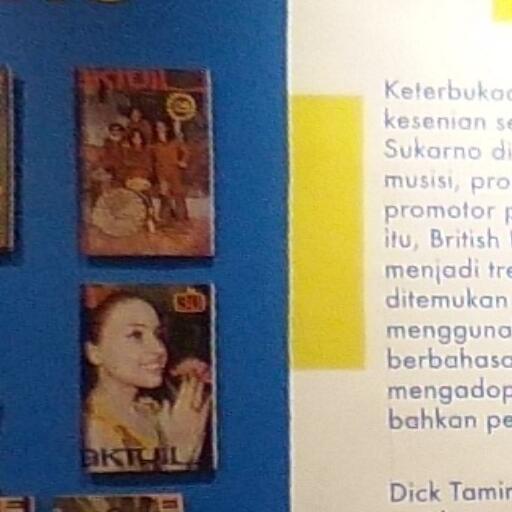 AKTUIL
30
AKTUIL
Keterbukaa
kesenian se
Sukarno di
musisi, pro
promotor p
itu, British
menjadi tre
ditemukan
mengguna
berbahasa
mengadop
bahkan pe
Dick Tamir